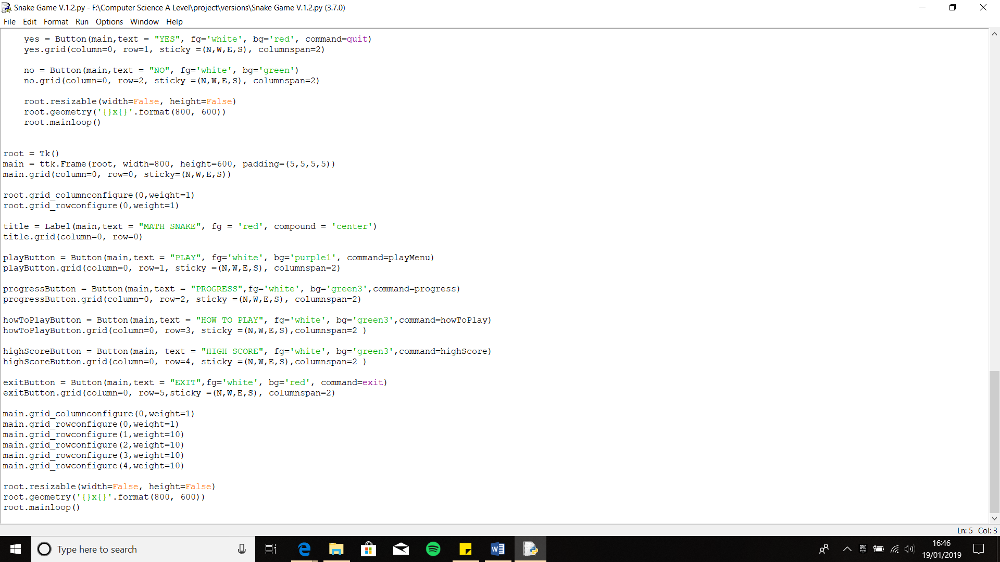 Snake Game V.1.2.py - F:\Computer Science A Level\project\versions\Snake Game V.1.2.py (3.7.0)
File Edit Format Run Options Window Help
    yes = Button(main,text = "YES", fg='white', bg='red', command=quit)
    yes.grid(column=0, row=1, sticky =(N,W,E,S), columnspan=2)

    no = Button(main,text = "NO", fg='white', bg='green')
    no.grid(column=0, row=2, sticky =(N,W,E,S), columnspan=2)

    root.resizable(width=False, height=False)
    root.geometry('{}x{}'.format(800, 600))
    root.mainloop()


root = Tk()
main = ttk.Frame(root, width=800, height=600, padding=(5,5,5,5))
main.grid(column=0, row=0, sticky=(N,W,E,S))

root.grid_columnconfigure(0,weight=1)
root.grid_rowconfigure(0,weight=1)

title = Label(main,text = "MATH SNAKE", fg = 'red', compound = 'center')
title.grid(column=0, row=0)

playButton = Button(main,text = "PLAY", fg='white', bg='purple1', command=playMenu)
playButton.grid(column=0, row=1, sticky =(N,W,E,S), columnspan=2)

progressButton = Button(main,text = "PROGRESS",fg='white', bg='green3',command=progress)
progressButton.grid(column=0, row=2, sticky =(N,W,E,S), columnspan=2)

howToPlayButton = Button(main,text = "HOW TO PLAY", fg='white', bg='green3',command=howToPlay)
howToPlayButton.grid(column=0, row=3, sticky =(N,W,E,S),columnspan=2 )

highScoreButton = Button(main, text = "HIGH SCORE", fg='white', bg='green3',command=highScore)
highScoreButton.grid(column=0, row=4, sticky =(N,W,E,S),columnspan=2 )

exitButton = Button(main,text = "EXIT",fg='white', bg='red', command=exit)
exitButton.grid(column=0, row=5,sticky =(N,W,E,S), columnspan=2)

main.grid_columnconfigure(0,weight=1)
main.grid_rowconfigure(0,weight=1)
main.grid_rowconfigure(1,weight=10)
main.grid_rowconfigure(2,weight=10)
main.grid_rowconfigure(3,weight=10)
main.grid_rowconfigure(4,weight=10)

root.resizable(width=False, height=False)
root.geometry('{}x{}'.format(800, 600))
root.mainloop()
Ln: 5 Col: 3
Type here to search
EPIC
16:46
19/01/2019